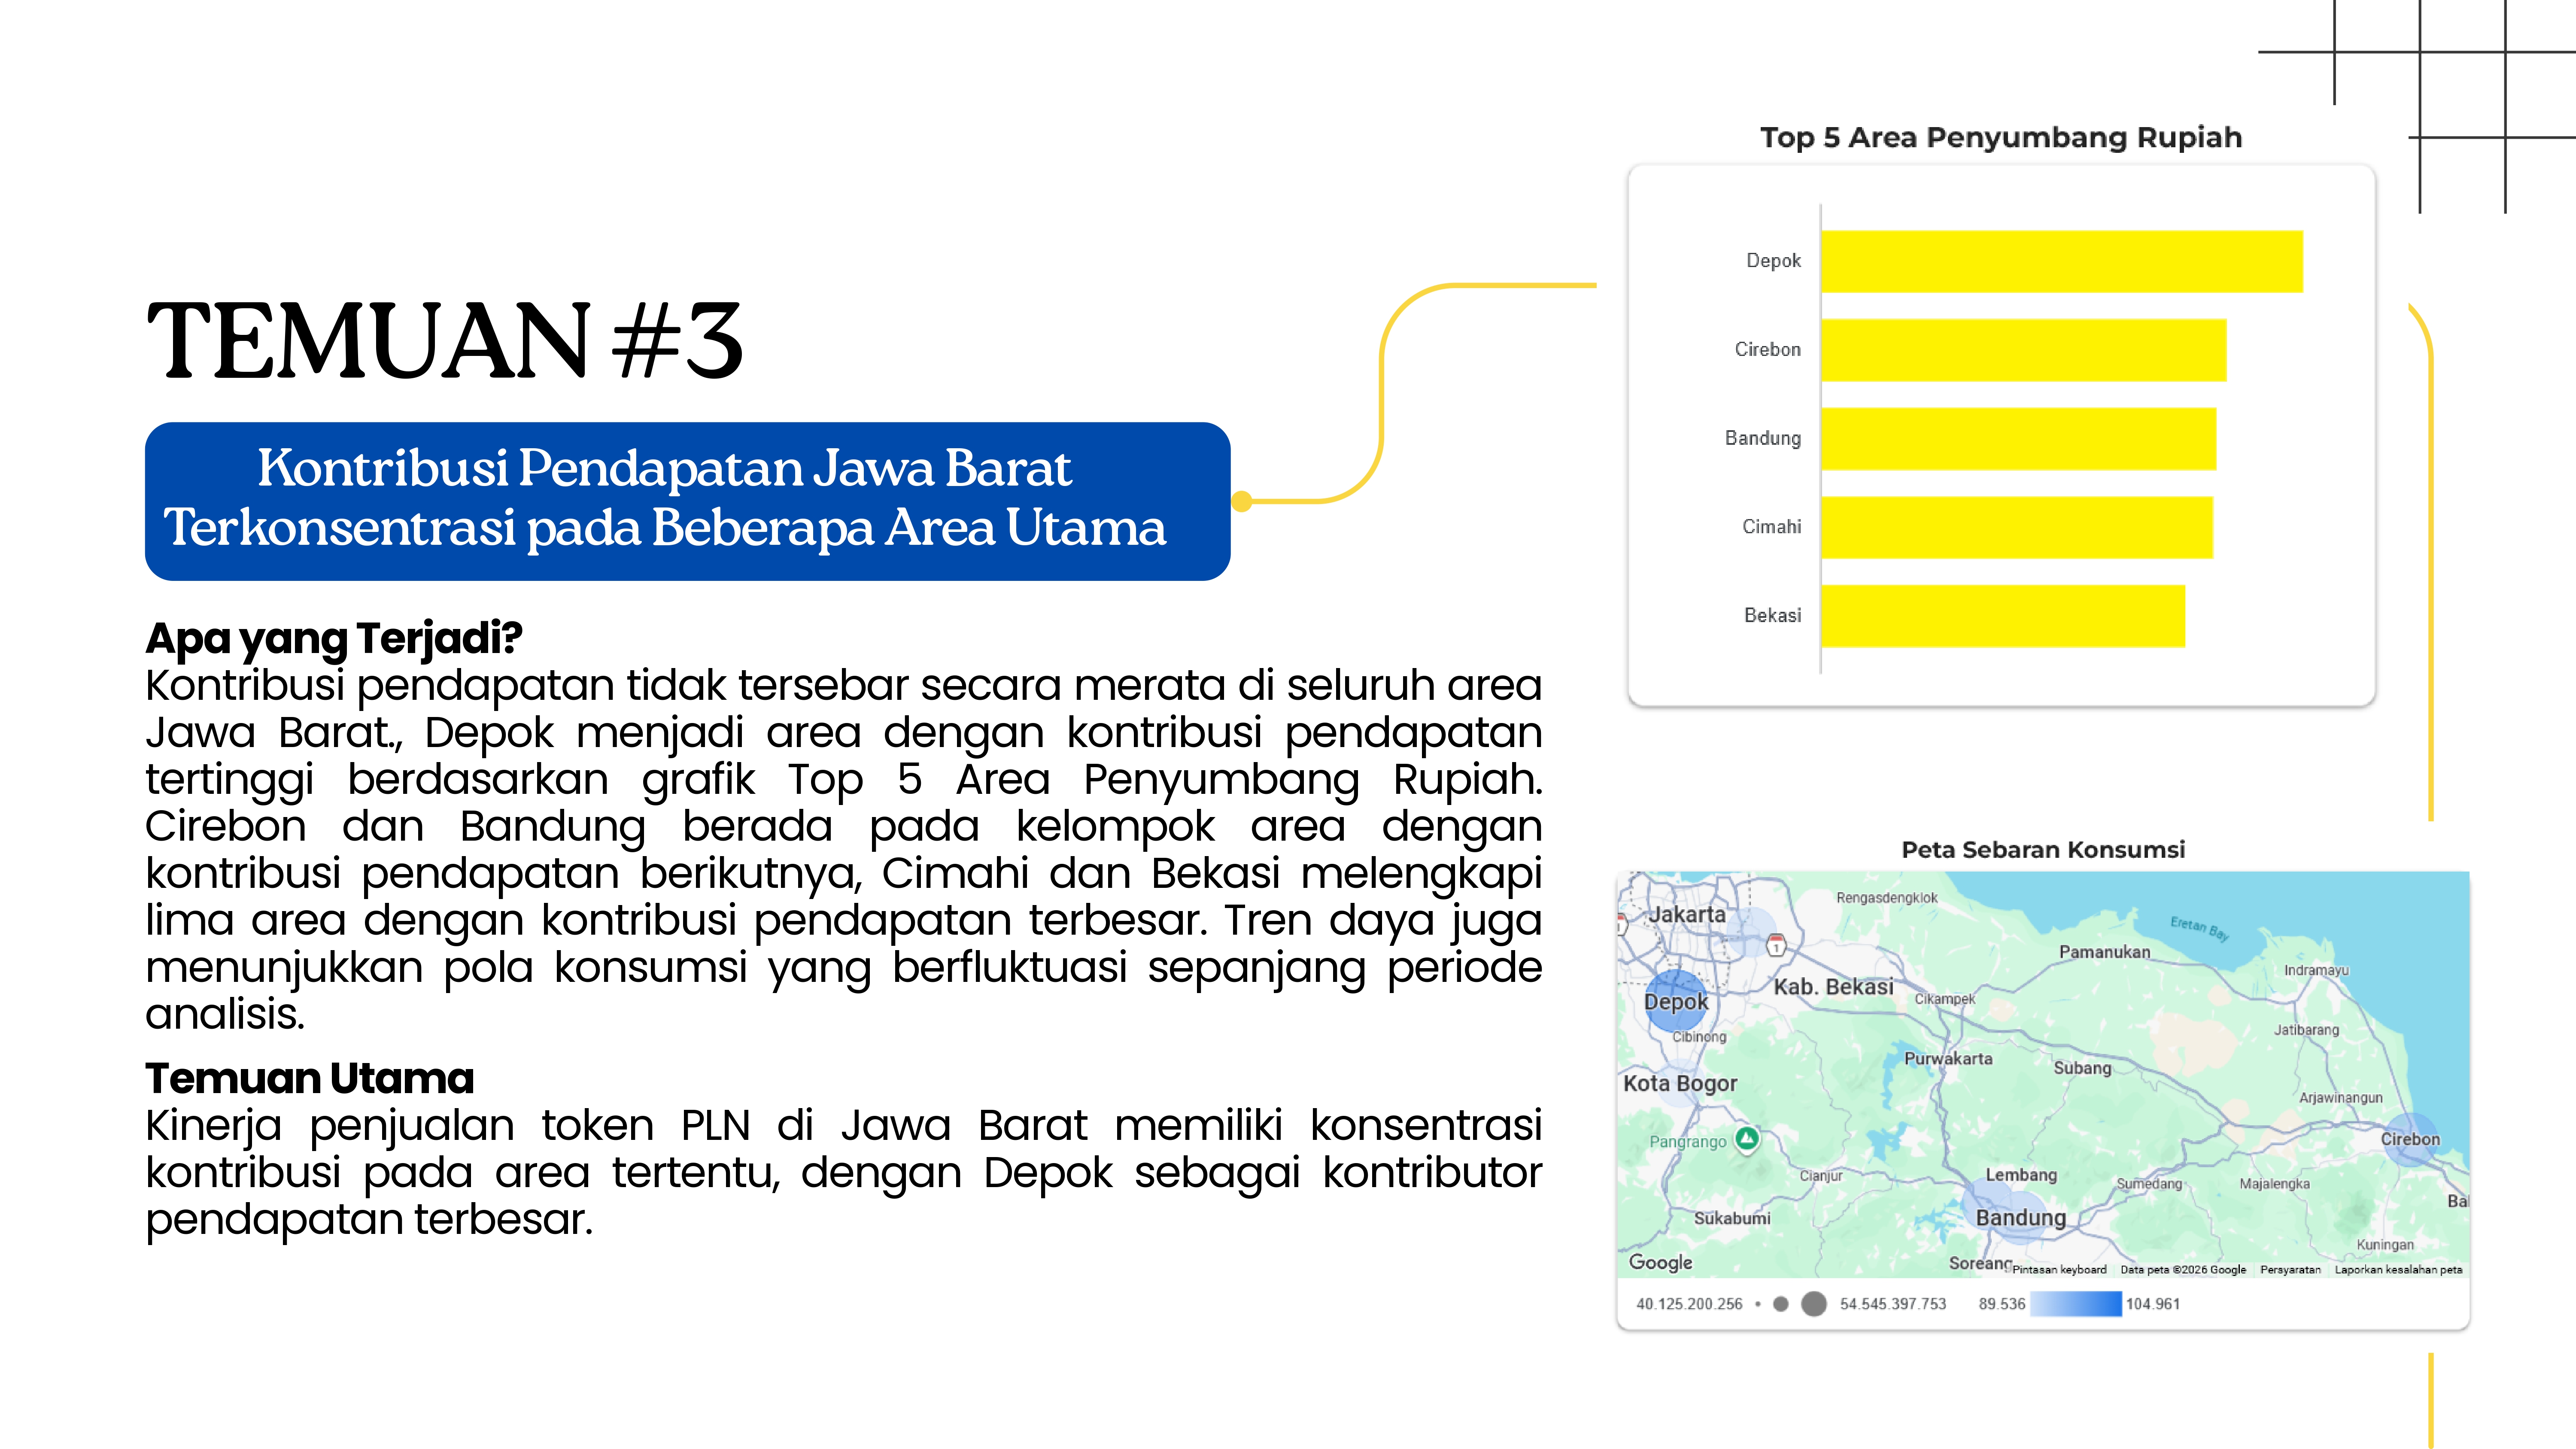 TEMUAN #3
Kontribusi Pendapatan Jawa Barat
Terkonsentrasi pada Beberapa Area Utama
Apa yang Terjadi?
Kontribusi pendapatan tidak tersebar secara merata di seluruh area
Jawa Barat., Depok menjadi area dengan kontribusi pendapatan
tertinggi berdasarkan grafik Top 5 Area Penyumbang Rupiah.
Cirebon dan Bandung berada pada kelompok area dengan
kontribusi pendapatan berikutnya, Cimahi dan Bekasi melengkapi
lima area dengan kontribusi pendapatan terbesar. Tren daya juga
menunjukkan pola konsumsi yang berfluktuasi sepanjang periode
analisis.
Temuan Utama
Kinerja penjualan token PLN di Jawa Barat memiliki konsentrasi
kontribusi pada area tertentu, dengan Depok sebagai kontributor
pendapatan terbesar.
Top 5 Area Penyumbang Rupiah
Depok
Cirebon
Bandung
Cimahi
Bekasi
Peta Sebaran Konsumsi
Rengasdengklok
Jakarta
1
Eretan Bay
Pamanukan
Indramayu
Kab. Bekasi
Depok
Cikampek
Cibinong
Jatibarang
Purwakarta
Subang
Kota Bogor
Arjawinangun
Pangrango
Cirebon
Cianjur
Lembang
Sumedang
Majalengka
Bal
Sukabumi
Bandung
Kuningan
Google
Soreang
Pintasan keyboard
Data peta ©2026 Google
Persyaratan
Laporkan kesalahan peta
40.125.200.256
54.545.397.753
89.536
104.961